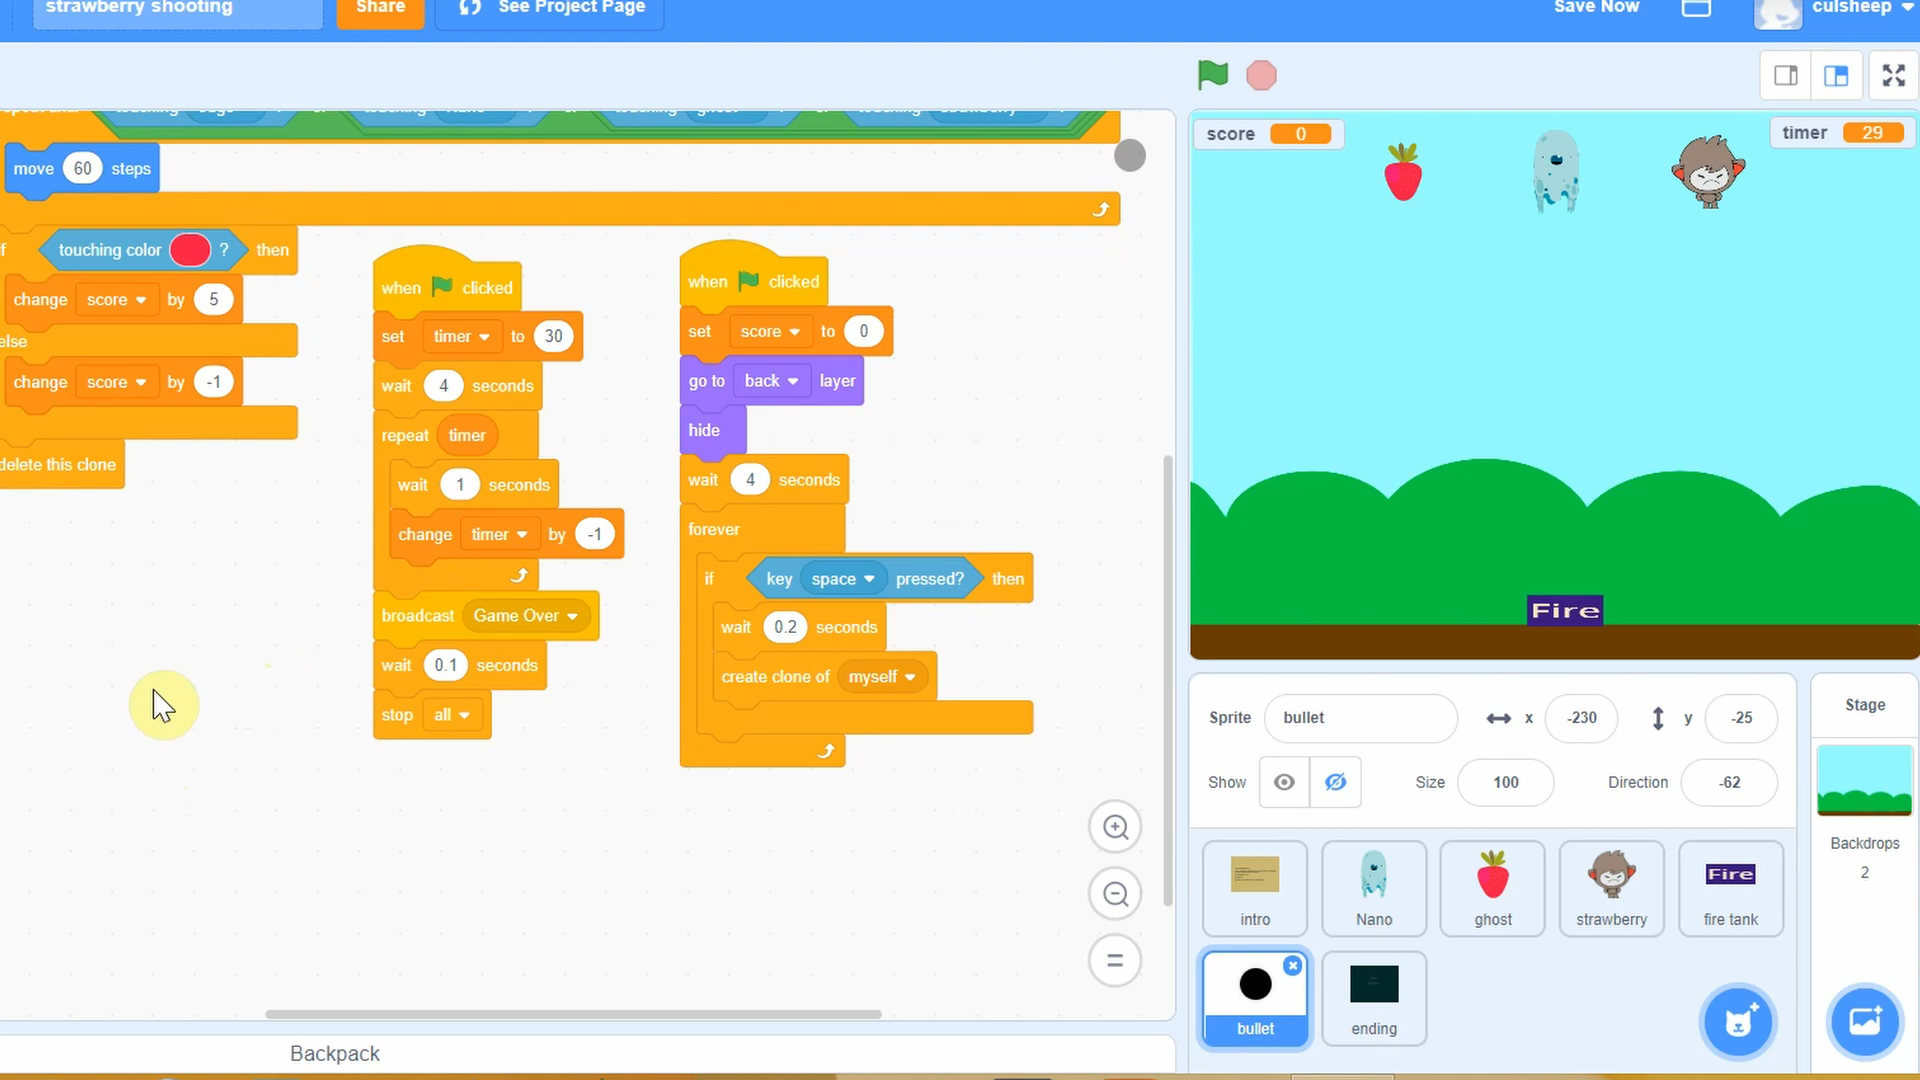 strawberry shooting
Share
See Project Page
Save Now
culsheep
ghost
move 60 steps
if touching color ? then
change score by 5
else
change score by -1
delete this clone
when clicked
set timer to 30
wait 4 seconds
repeat timer
wait 1 seconds
change timer by -1
broadcast Game Over
wait 0.1 seconds
stop all
when clicked
set score to 0
go to back layer
hide
wait 4 seconds
forever
if key space pressed? then
wait 0.2 seconds
create clone of myself
score 0
timer 29
Fire
Sprite bullet x -230 y -25
Show Size 100 Direction -62
intro
Nano
ghost
strawberry
Fire
fire tank
bullet
ending
Stage
Backdrops
2
Backpack